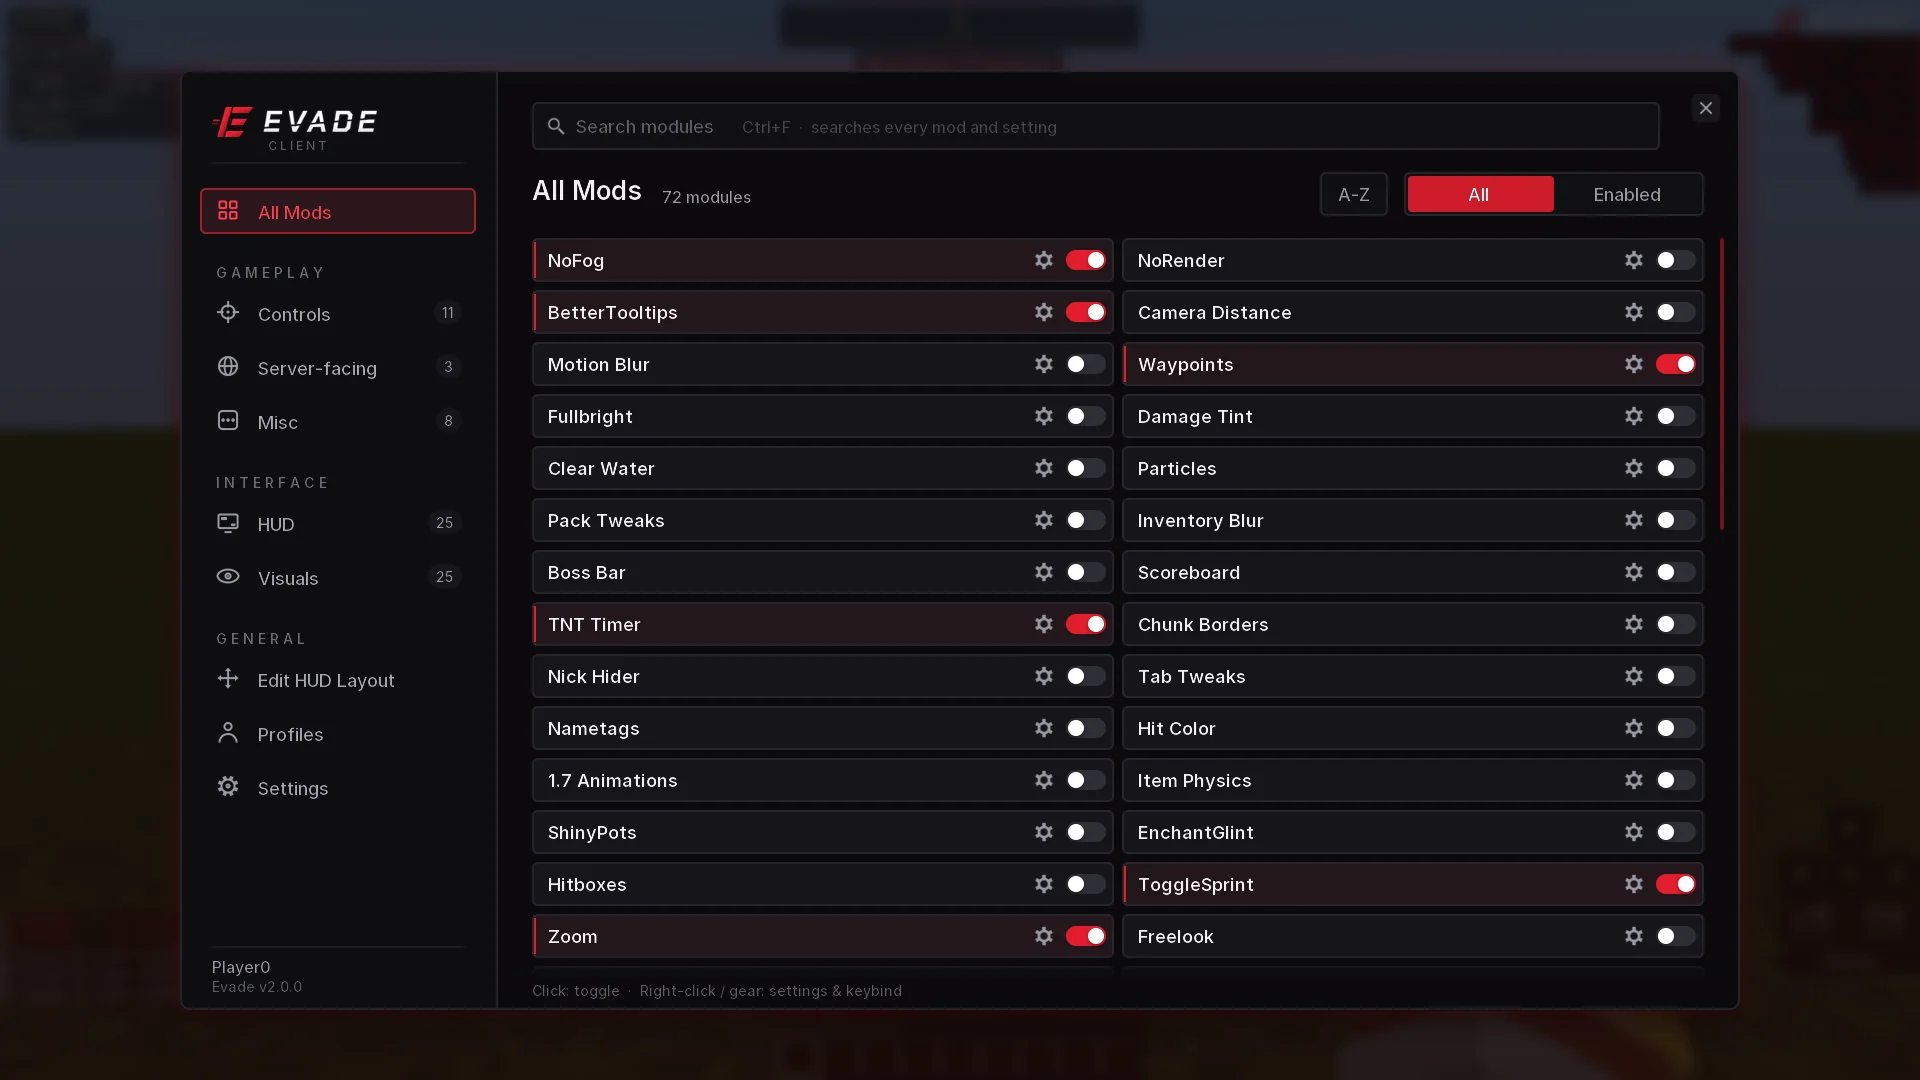 EVADE
CLIENT
Search modules Ctrl+F · searches every mod and setting
All Mods 72 modules
A-Z
All
Enabled
All Mods
GAMEPLAY
Controls 11
Server-facing 3
Misc 8
INTERFACE
HUD 25
Visuals 25
GENERAL
Edit HUD Layout
Profiles
Settings
Player0
Evade v2.0.0
NoFog
NoRender
BetterTooltips
Camera Distance
Motion Blur
Waypoints
Fullbright
Damage Tint
Clear Water
Particles
Pack Tweaks
Inventory Blur
Boss Bar
Scoreboard
TNT Timer
Chunk Borders
Nick Hider
Tab Tweaks
Nametags
Hit Color
1.7 Animations
Item Physics
ShinyPots
EnchantGlint
Hitboxes
ToggleSprint
Zoom
Freelook
Click: toggle · Right-click / gear: settings & keybind